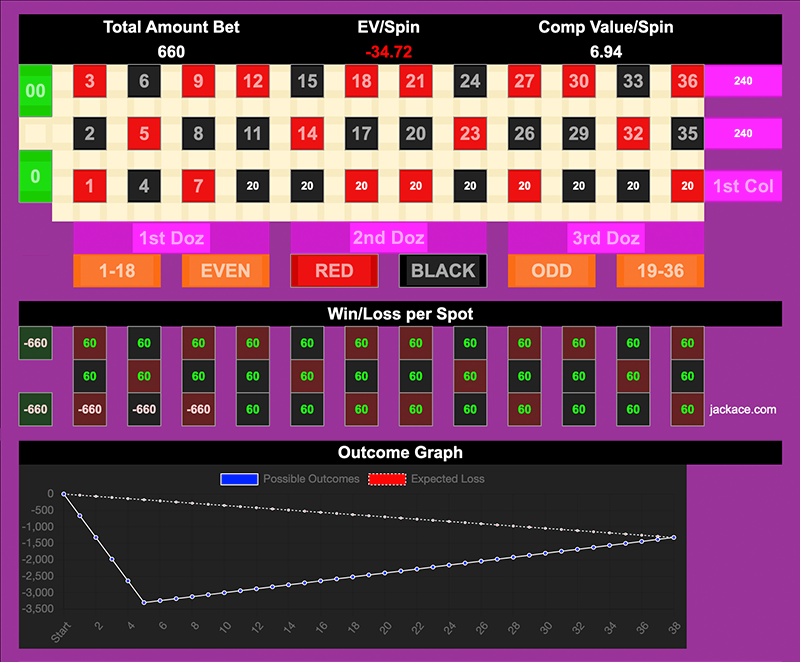 Total Amount Bet EV/Spin Comp Value/Spin
660 -34.72 6.94
00 3 6 9 12 15 18 21 24 27 30 33 36 240
2 5 8 11 14 17 20 23 26 29 32 35 240
0 1 4 7 20 20 20 20 20 20 20 20 20 1st Col
1st Doz 2nd Doz 3rd Doz
1-18 EVEN RED BLACK ODD 19-36
Win/Loss per Spot
-660 60 60 60 60 60 60 60 60 60 60 60 60
60 60 60 60 60 60 60 60 60 60 60 60
-660 -660 -660 -660 60 60 60 60 60 60 60 60 60 jackace.com
Outcome Graph
Possible Outcomes Expected Loss
0
-500
-1,000
-1,500
-2,000
-2,500
-3,000
-3,500
Start 2 4 6 8 10 12 14 16 18 20 22 24 26 28 30 32 34 36 38